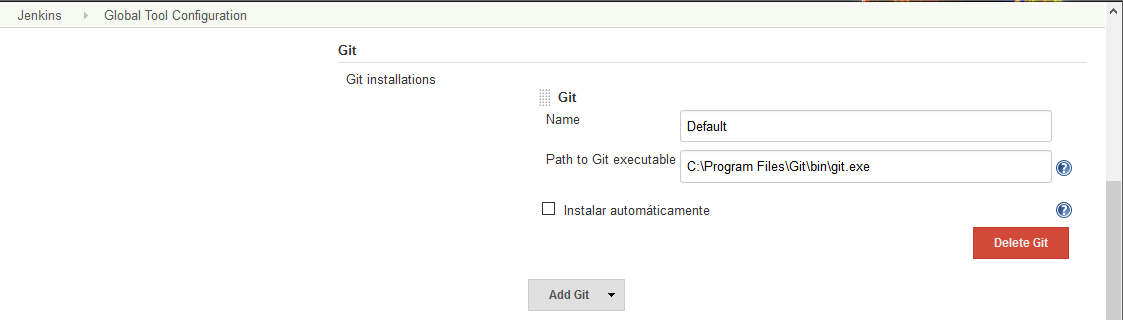 Jenkins Global Tool Configuration
Git
Git installations
Git
Name Default
Path to Git executable C:\Program Files\Git\bin\git.exe
Instalar automáticamente
Delete Git
Add Git